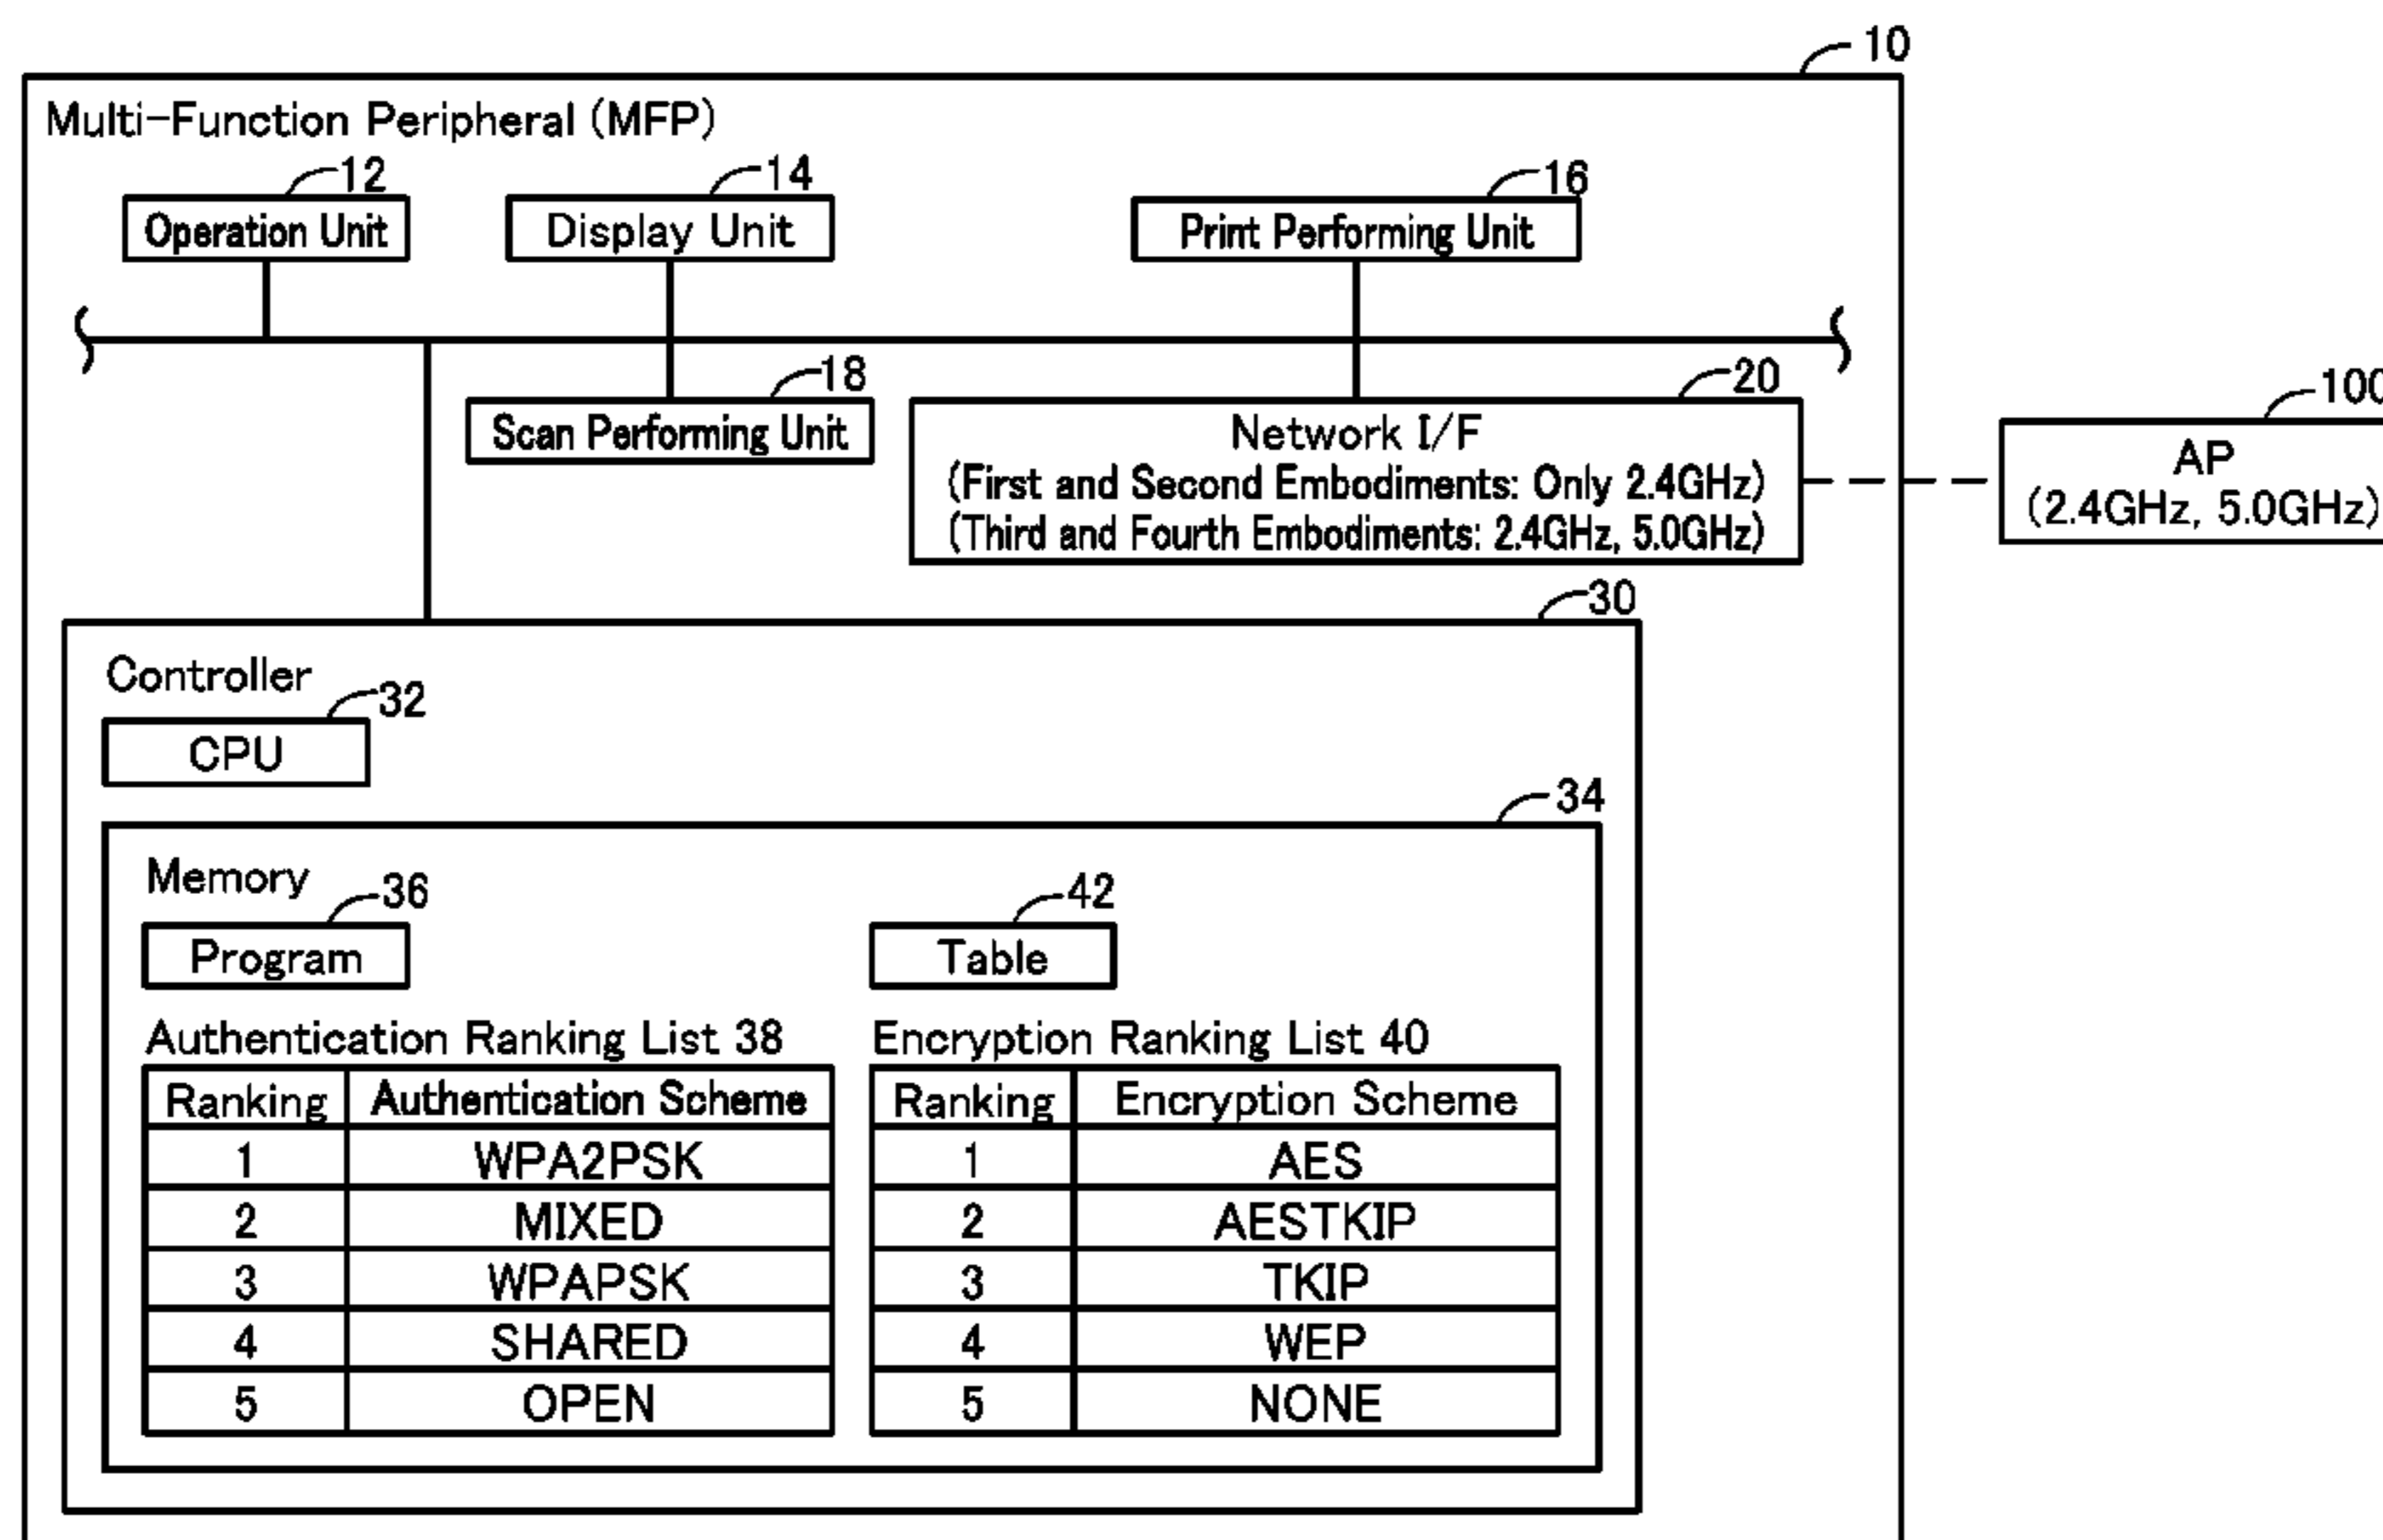 10
Multi-Function Peripheral (MFP)
12
14
16
Operation Unit
Display Unit
Print Performing Unit
18
20
100
Scan Performing Unit
Network I/F
(First and Second Embodiments: Only 2.4GHz)
(Third and Fourth Embodiments: 2.4GHz, 5.0GHz)
AP
(2.4GHz, 5.0GHz)
30
Controller
32
CPU
34
Memory
36
42
Program
Table
Authentication Ranking List 38
Ranking Authentication Scheme
1 WPA2PSK
2 MIXED
3 WPAPSK
4 SHARED
5 OPEN
Encryption Ranking List 40
Ranking Encryption Scheme
1 AES
2 AESTKIP
3 TKIP
4 WEP
5 NONE